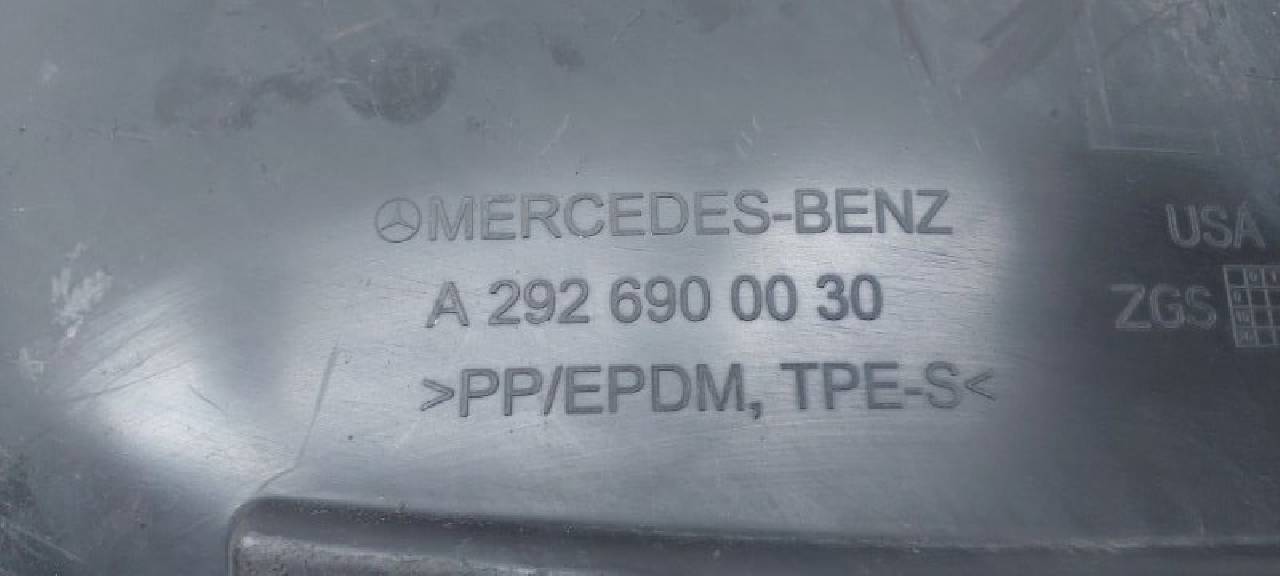 MERCEDES-BENZ
A 292 690 00 30
>PP/EPDM, TPE-S<
USA
ZGS